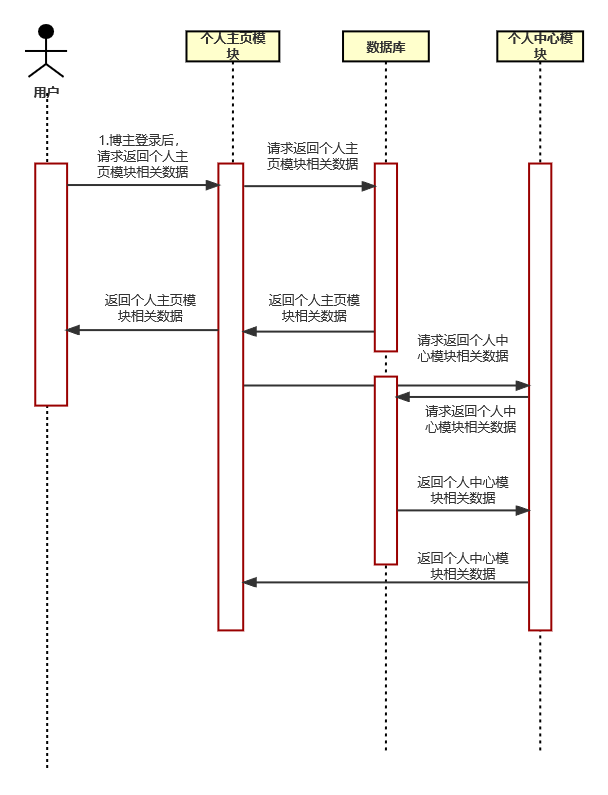 用户
个人主页模
块
数据库
个人中心模
块
1.博主登录后，
请求返回个人主
页模块相关数据
请求返回个人主
页模块相关数据
返回个人主页模
块相关数据
返回个人主页模
块相关数据
请求返回个人中
心模块相关数据
请求返回个人中
心模块相关数据
返回个人中心模
块相关数据
返回个人中心模
块相关数据